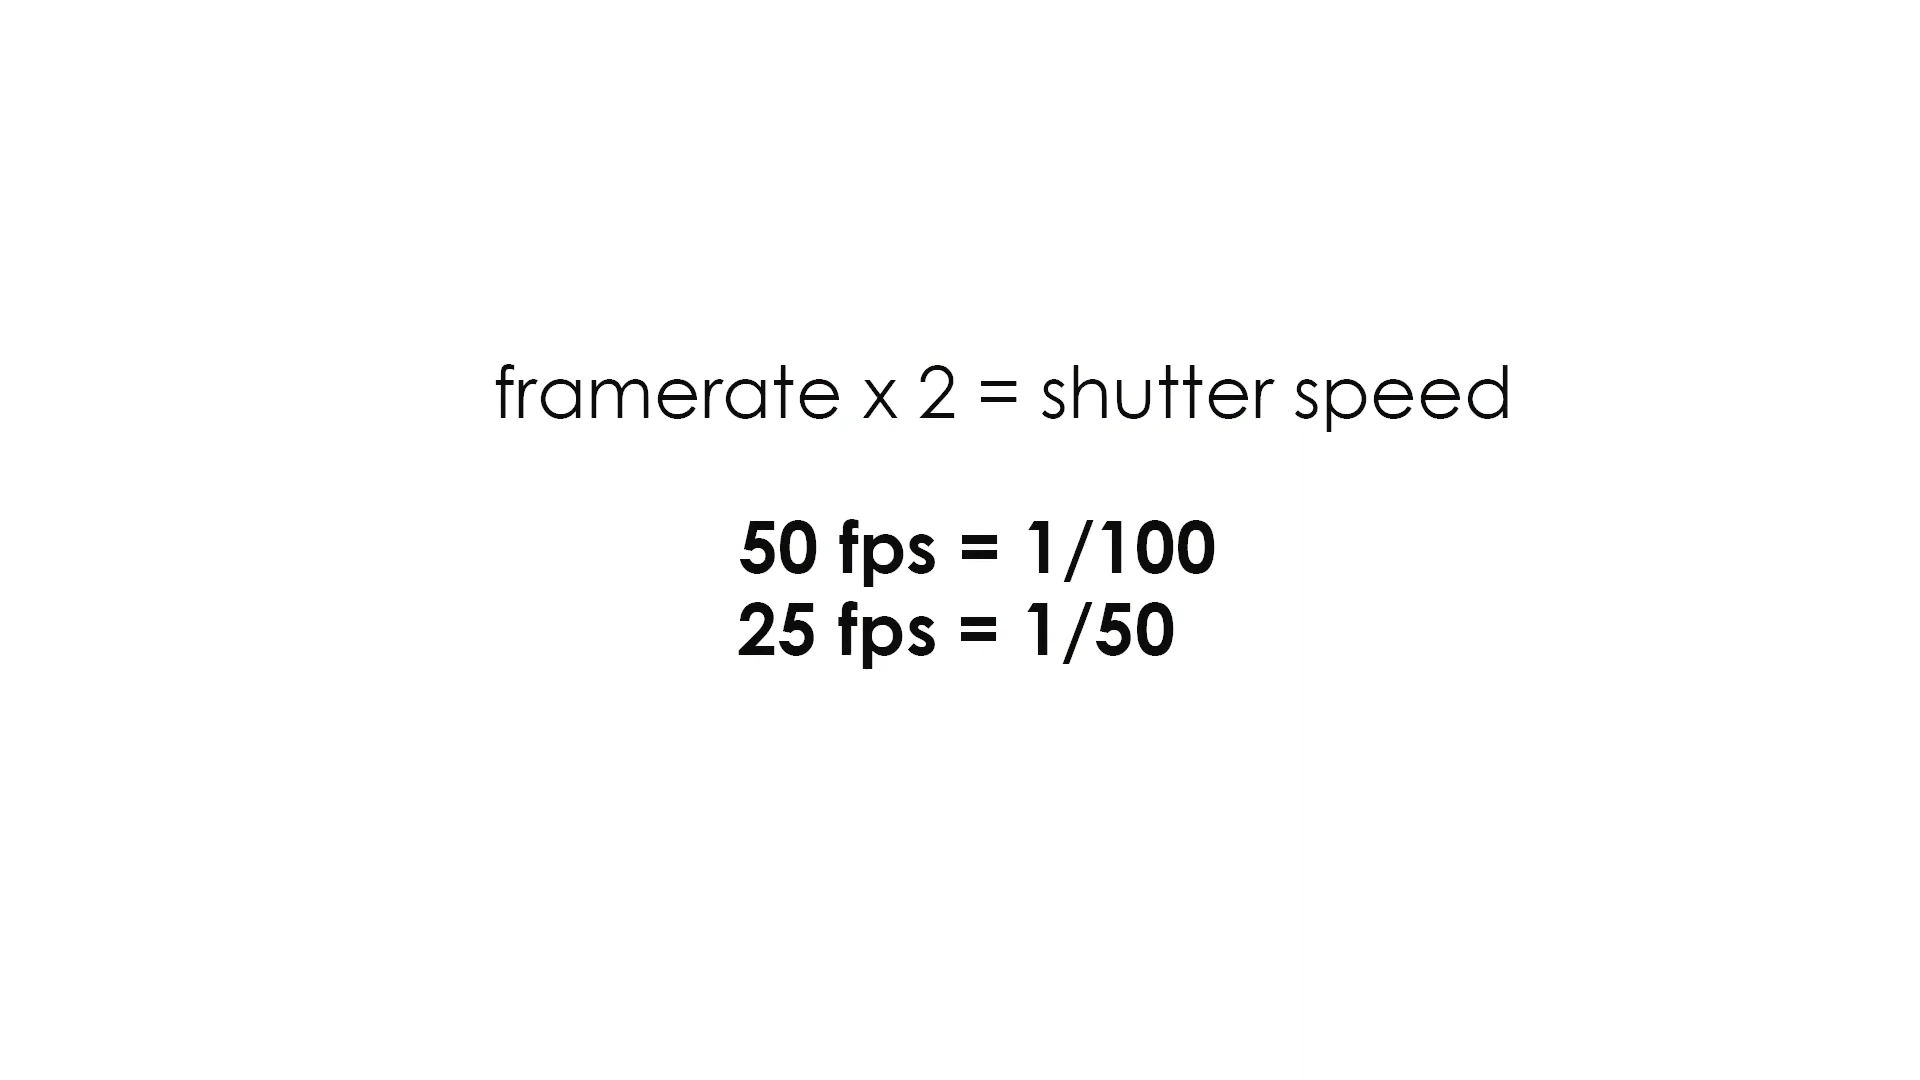 framerate x 2 = shutter speed
50 fps = 1/100
25 fps = 1/50